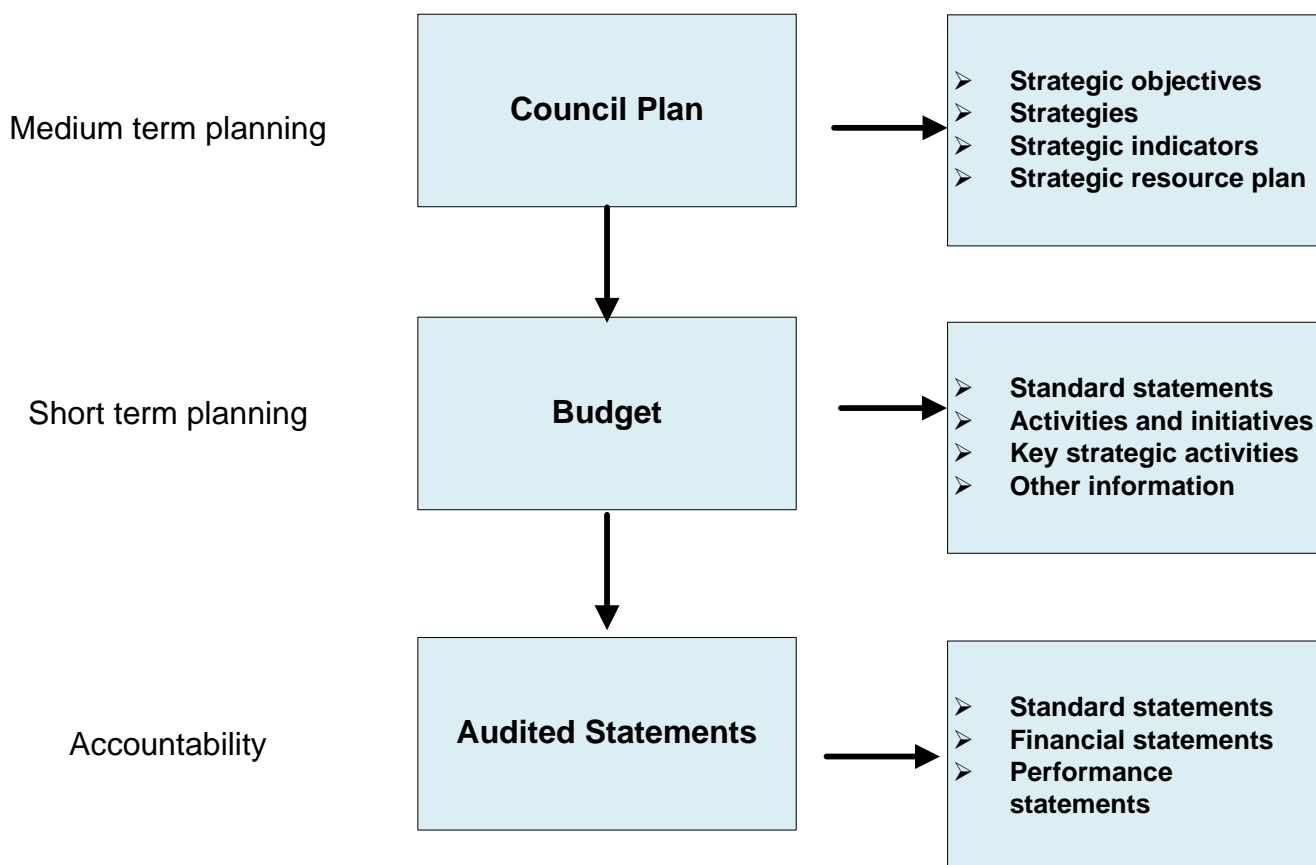 Medium term planning
Council Plan
➢ Strategic objectives
➢ Strategies
➢ Strategic indicators
➢ Strategic resource plan
Short term planning
Budget
➢ Standard statements
➢ Activities and initiatives
➢ Key strategic activities
➢ Other information
Accountability
Audited Statements
➢ Standard statements
➢ Financial statements
➢ Performance
statements